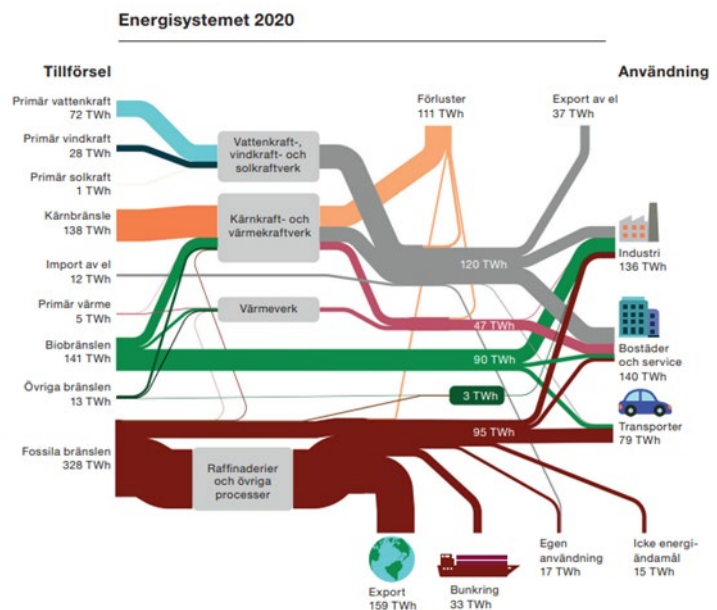 Energisystemet 2020
Tillförsel
Användning
Primär vattenkraft
72 TWh
Primär vindkraft
28 TWh
Primär solkraft
1 TWh
Kärnbränsle
138 TWh
Import av el
12 TWh
Primär värme
5 TWh
Biobränslen
141 TWh
Övriga bränslen
13 TWh
Fossila bränslen
328 TWh
Vattenkraft-,
vindkraft- och
solkraftverk
Kärnkraft- och
värmekraftverk
Värmeverk
Raffinaderier
och övriga
processer
Förluster
111 TWh
Export av el
37 TWh
120 TWh
47 TWh
90 TWh
3 TWh
95 TWh
Industri
136 TWh
Bostäder
och service
140 TWh
Transporter
79 TWh
Export
159 TWh
Bunkring
33 TWh
Egen
användning
17 TWh
Icke energi-
ändamål
15 TWh